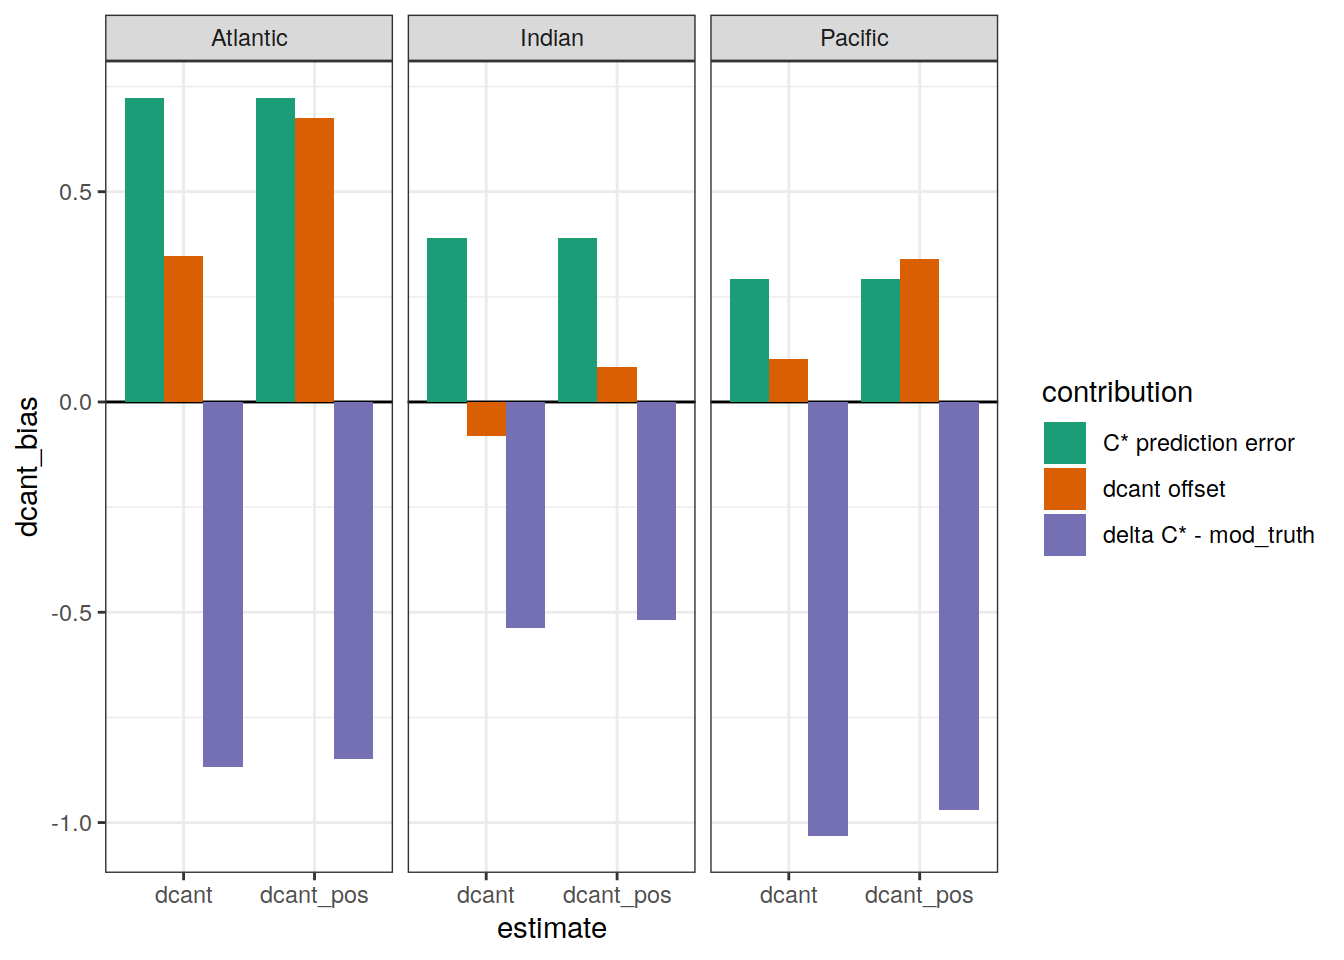 Atlantic
Indian
Pacific
0.5
0.0
-0.5
-1.0
dcant_bias
dcant
dcant_pos
dcant
dcant_pos
dcant
dcant_pos
estimate
contribution
C* prediction error
dcant offset
delta C* - mod_truth